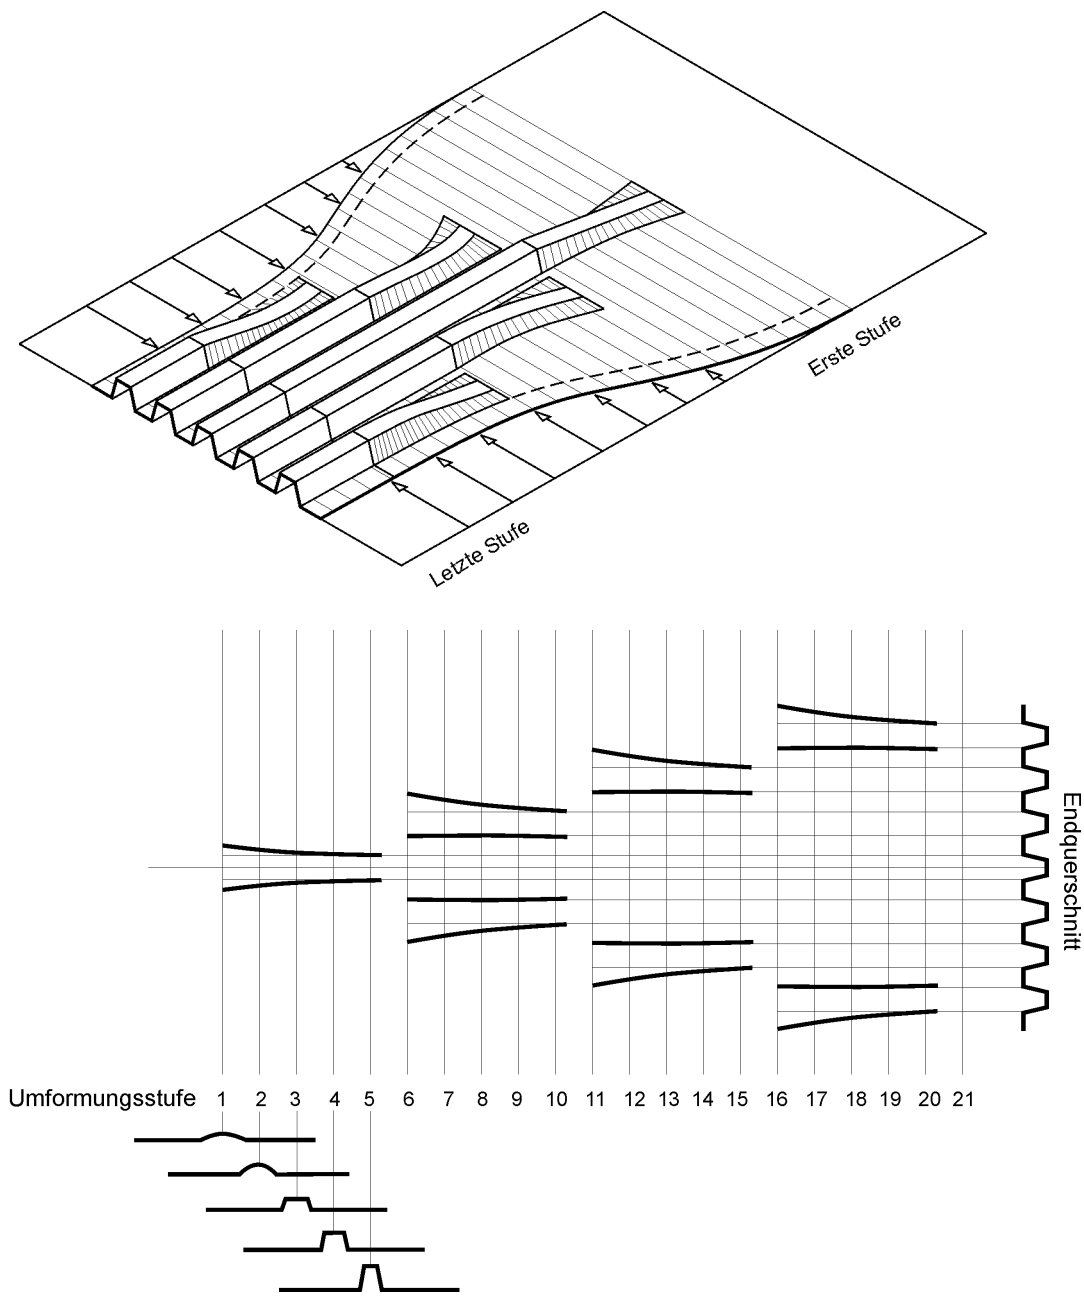 Erste Stufe
Letzte Stufe
Endquerschnitt
Umformungsstufe 1 2 3 4 5 6 7 8 9 10 11 12 13 14 15 16 17 18 19 20 21